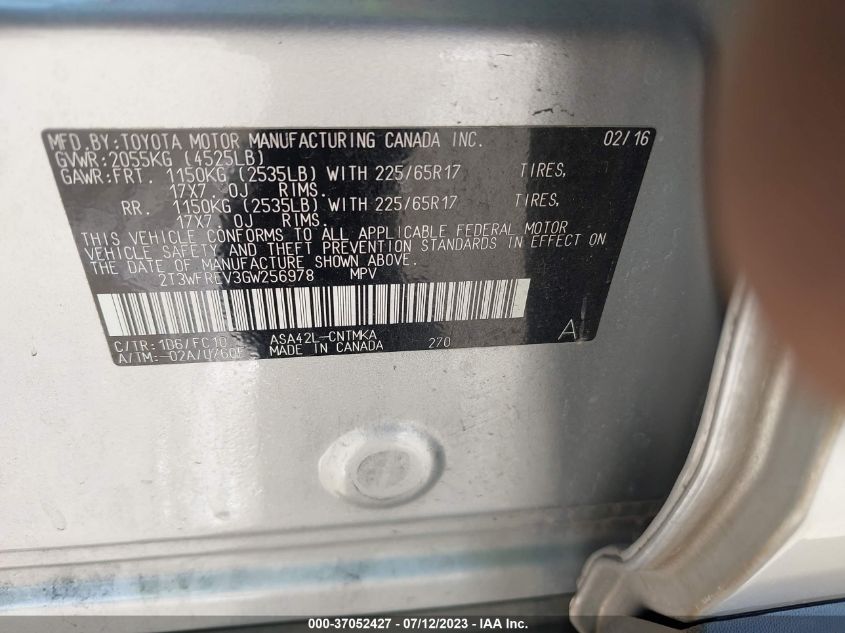 MFD.BY:TOYOTA MOTOR MANUFACTURING CANADA INC. 02/16
GVWR:2055KG (4525LB)
GAWR:FRT. 1150KG (2535LB) WITH 225/65R17 TIRES,
17X7 0J RIMS.
RR. 1150KG (2535LB) WITH 225/65R17 TIRES,
17X7 0J RIMS.
THIS VEHICLE CONFORMS TO ALL APPLICABLE FEDERAL MOTOR
VEHICLE SAFETY AND THEFT PREVENTION STANDARDS IN EFFECT ON
THE DATE OF MANUFACTURE SHOWN ABOVE.
2T3WFREV3GW256978 MPV
C/TR:1D6/FC10 ASA42L-CNTMKA A
A/TM:-02A/U760E MADE IN CANADA 270
000-37052427 - 07/12/2023 - IAA Inc.